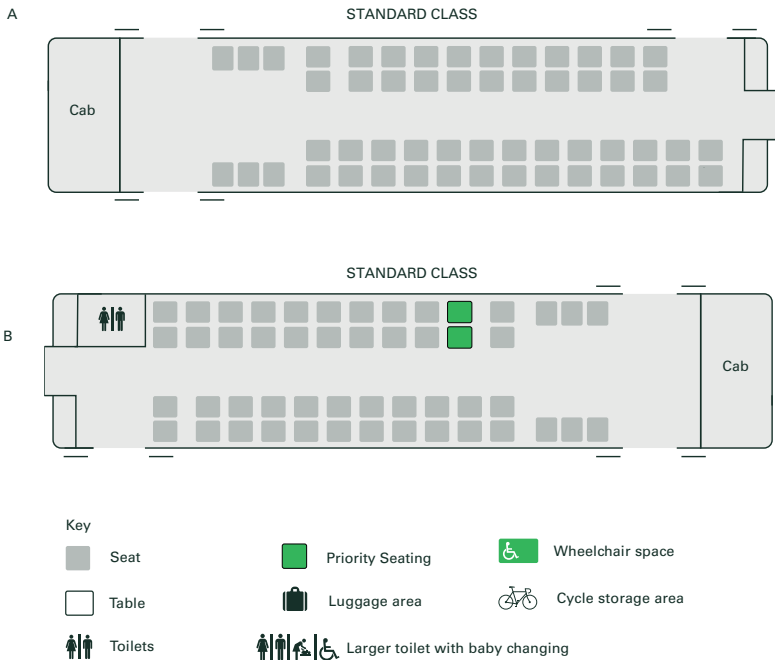 A
STANDARD CLASS
Cab
STANDARD CLASS
B
Cab
Key
Seat
Priority Seating
Wheelchair space
Table
Luggage area
Cycle storage area
Toilets
Larger toilet with baby changing